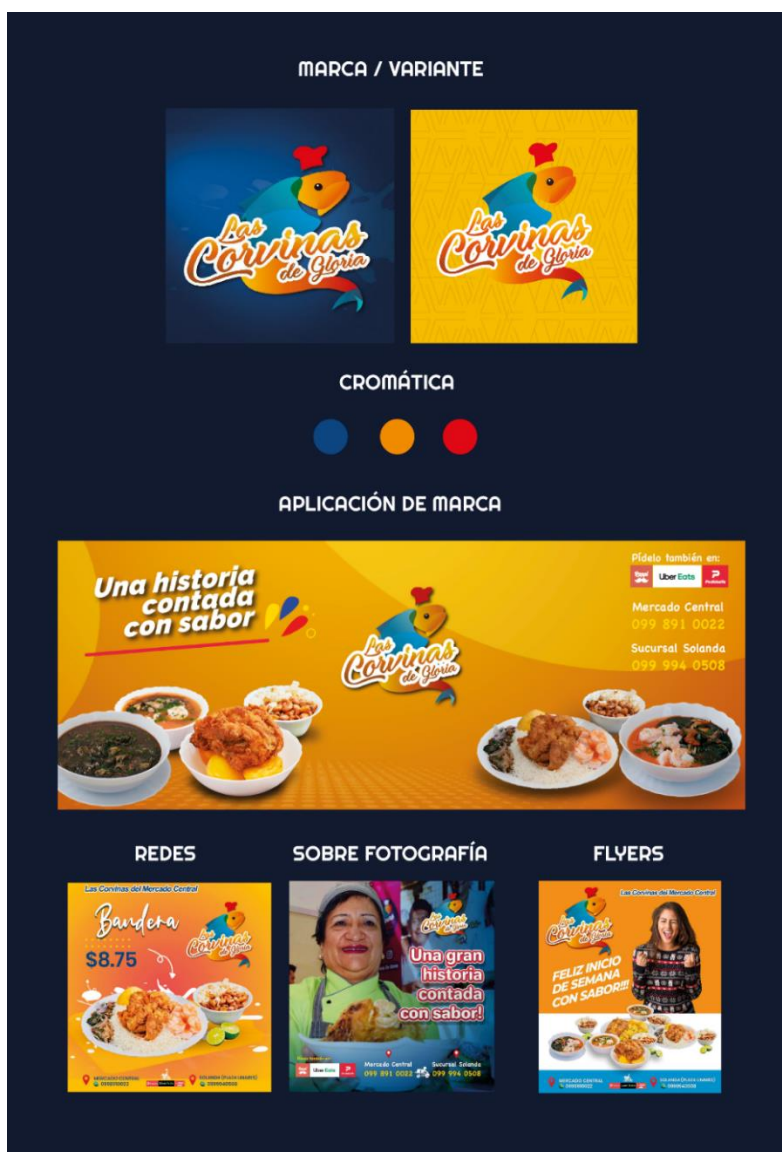 MARCA / VARIANTE
Las
Corvinas
de Gloria
Las
Corvinas
de Gloria
CROMÁTICA
APLICACIÓN DE MARCA
Una historia
contada
con sabor
Las
Corvinas
de Gloria
Pídelo también en:
Uber Eats
Mercado Central
099 891 0022
Sucursal Solanda
099 994 0508
REDES
SOBRE FOTOGRAFÍA
FLYERS
Las Corvinas del Mercado Central
Bandera
$8.75
Las
Corvinas
de Gloria
MERCADO CENTRAL
Las
Corvinas
de Gloria
Una gran
historia
contada
con sabor!
Uber Eats
Mercado Central
099 891 0022
Sucursal Solanda
099 994 0508
Las Corvinas del Mercado Central
Las
Corvinas
de Gloria
FELIZ INICIO
DE SEMANA
CON SABOR!!!
MERCADO CENTRAL